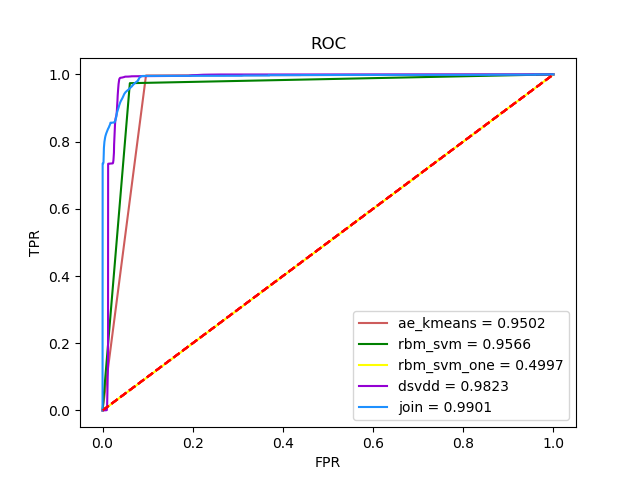 ROC
TPR
1.0
0.8
0.6
0.4
0.2
0.0
ae_kmeans = 0.9502
rbm_svm = 0.9566
rbm_svm_one = 0.4997
dsvdd = 0.9823
join = 0.9901
0.0 0.2 0.4 0.6 0.8 1.0
FPR